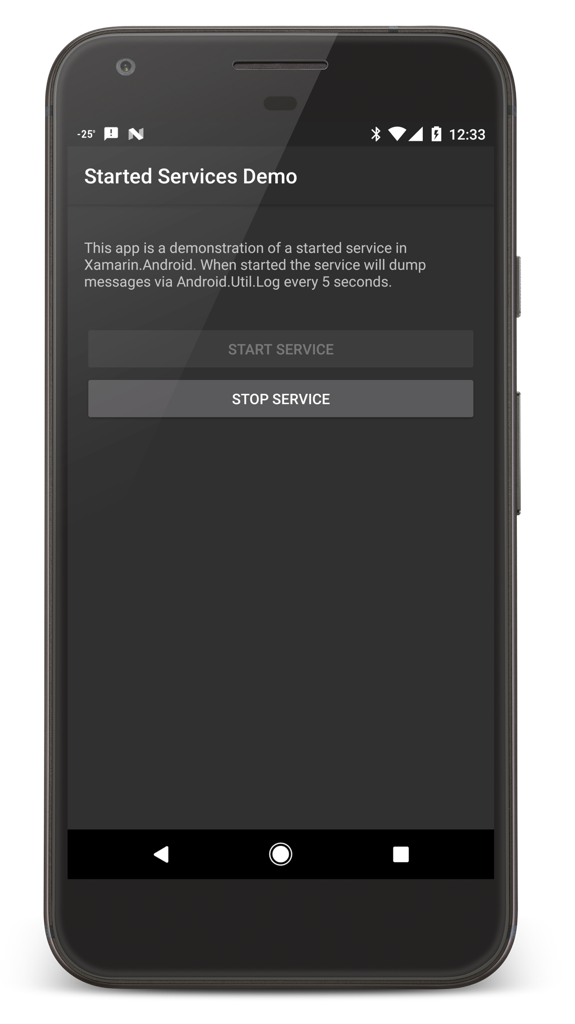 -25° 12:33
Started Services Demo
This app is a demonstration of a started service in
Xamarin.Android. When started the service will dump
messages via Android.Util.Log every 5 seconds.
START SERVICE
STOP SERVICE